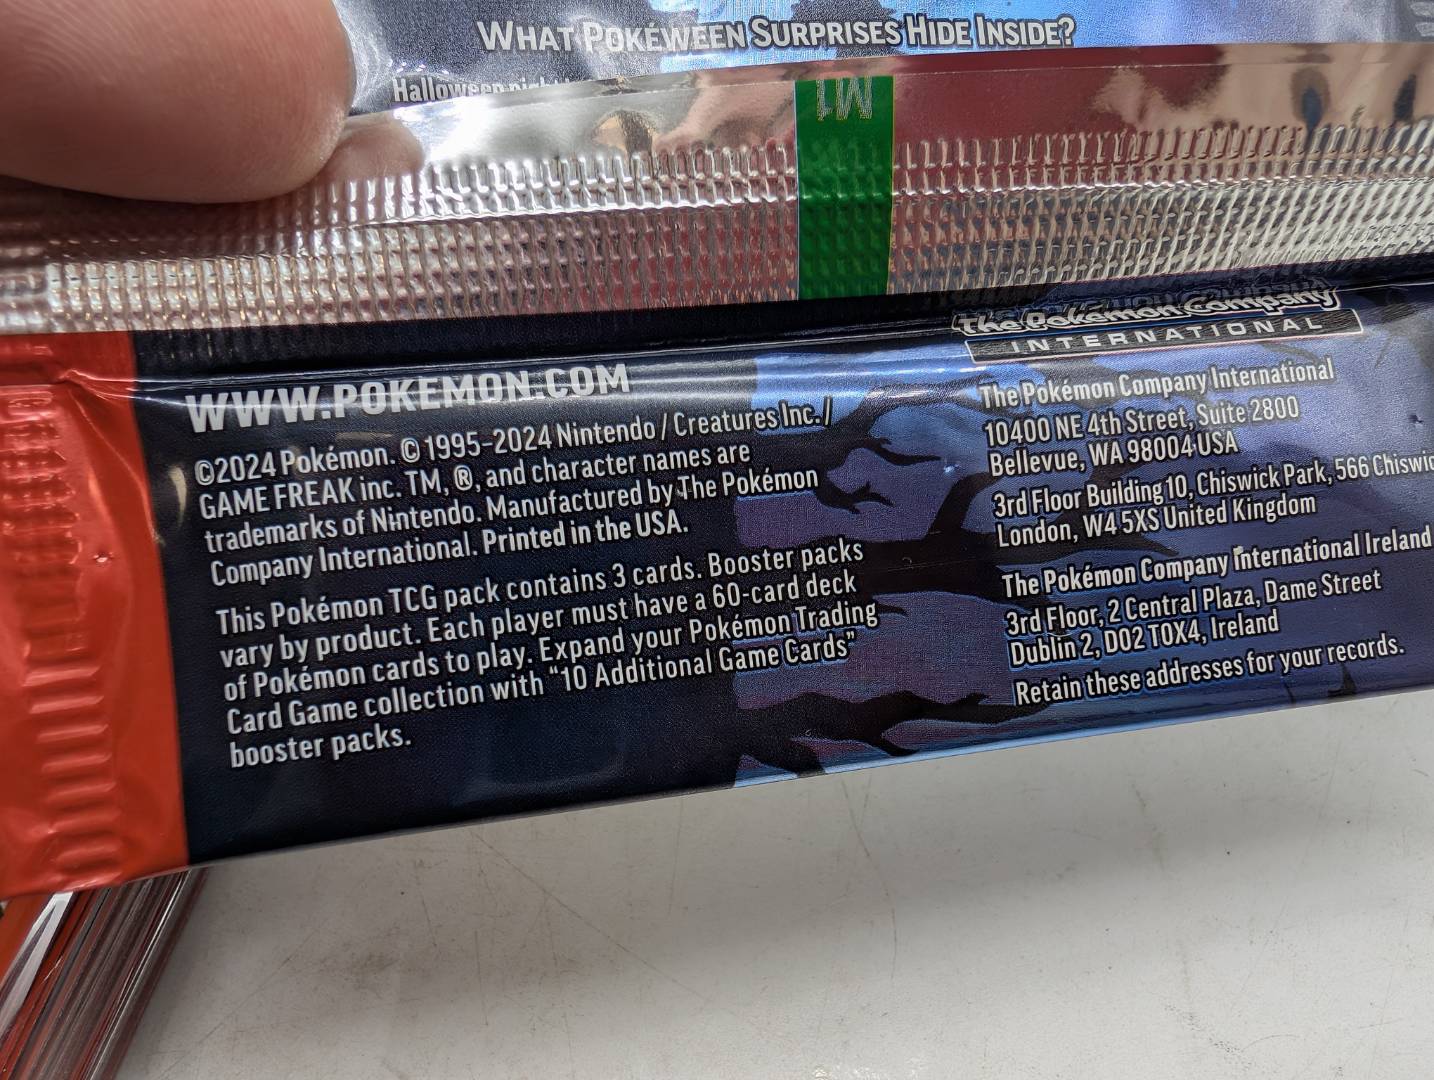 WHAT POKÉWEEN SURPRISES HIDE INSIDE?
Halloween
M1
WWW.POKEMON.COM
©2024 Pokémon. © 1995–2024 Nintendo / Creatures Inc. /
GAME FREAK inc. TM, ®, and character names are
trademarks of Nintendo. Manufactured by The Pokémon
Company International. Printed in the USA.
This Pokémon TCG pack contains 3 cards. Booster packs
vary by product. Each player must have a 60-card deck
of Pokémon cards to play. Expand your Pokémon Trading
Card Game collection with "10 Additional Game Cards"
booster packs.
The Pokémon Company
INTERNATIONAL
The Pokémon Company International
10400 NE 4th Street, Suite 2800
Bellevue, WA 98004 USA
3rd Floor Building 10, Chiswick Park, 566 Chiswic
London, W4 5XS United Kingdom
The Pokémon Company International Ireland
3rd Floor, 2 Central Plaza, Dame Street
Dublin 2, D02 T0X4, Ireland
Retain these addresses for your records.